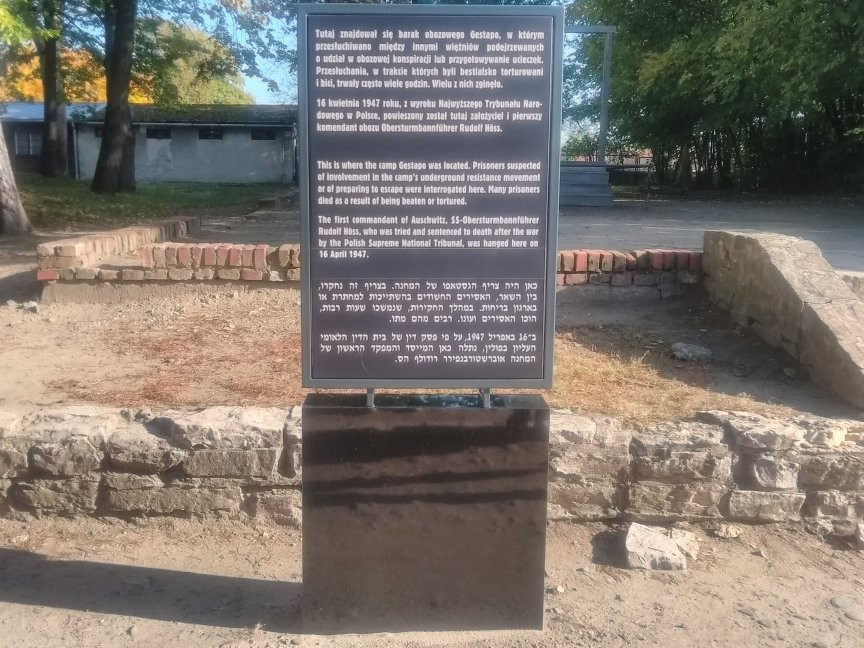 Tutaj znajdował się barak obozowego Gestapo, w którym
przesłuchiwano między innymi więźniów podejrzewanych
o udział w obozowej konspiracji lub przygotowywanie ucieczek.
Przesłuchania, w trakcie których byli bestialsko torturowani
i bici, trwały często wiele godzin. Wielu z nich zginęło.
16 kwietnia 1947 roku, z wyroku Najwyższego Trybunału Naro-
dowego w Polsce, powieszony został tutaj założyciel i pierwszy
komendant obozu Obersturmbannführer Rudolf Höss.
This is where the camp Gestapo was located. Prisoners suspected
of involvement in the camp's underground resistance movement
or of preparing to escape were interrogated here. Many prisoners
died as a result of being beaten or tortured.
The first commandant of Auschwitz, SS-Obersturmbannführer
Rudolf Höss, who was tried and sentenced to death after the war
by the Polish Supreme National Tribunal, was hanged here on
16 April 1947.
כאן היה צריף הגסטאפו של המחנה. בצריף זה נחקרו,
בין השאר, האסירים החשודים בהשתייכות למחתרת או
בארגון בריחות. במהלך החקירות, שנמשכו שעות רבות,
הוכו האסירים ועונו. רבים מהם מתו.
ב־16 באפריל 1947, על פי פסק דין של בית הדין הלאומי
העליון בפולין, נתלה כאן המייסד והמפקד הראשון של
המחנה אוברשטורבנפירר רודולף הס.